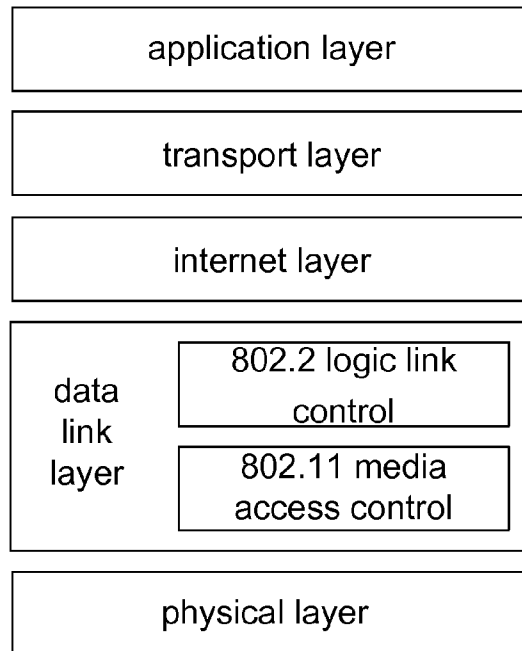 application layer
transport layer
internet layer
data
link
layer
802.2 logic link
control
802.11 media
access control
physical layer